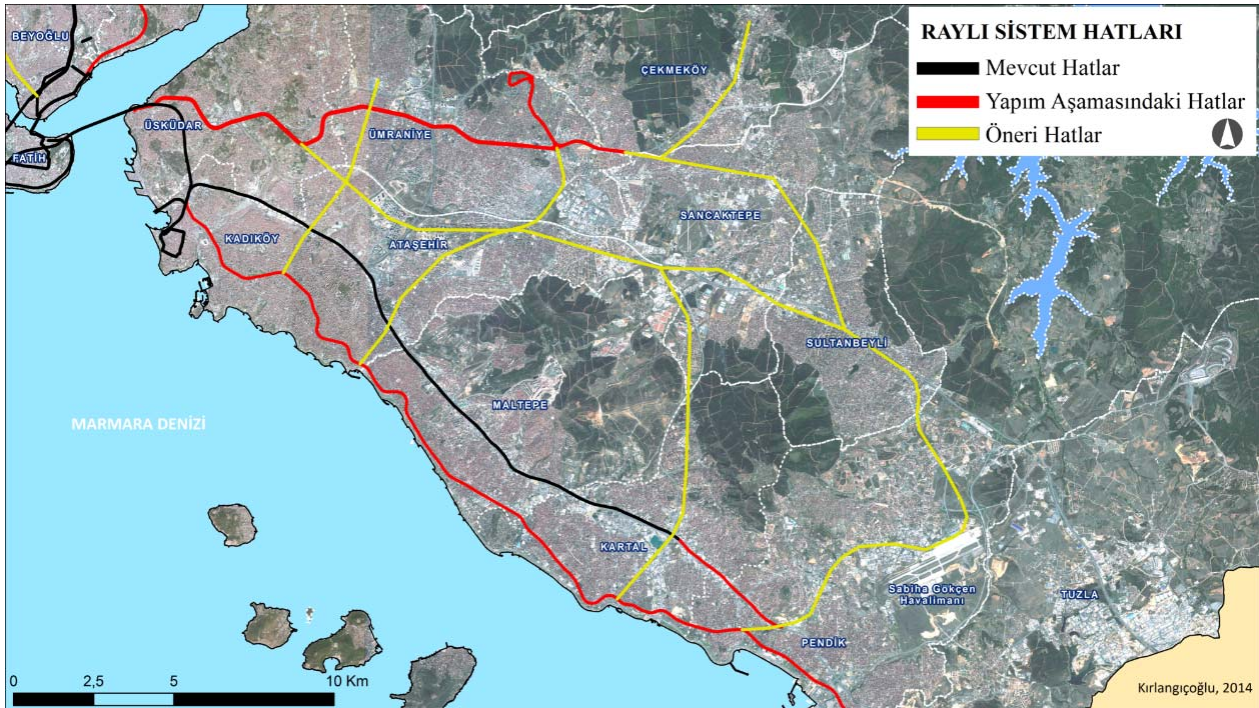 RAYLI SİSTEM HATLARI
Mevcut Hatlar
Yapım Aşamasındaki Hatlar
Öneri Hatlar
BEYOĞLU
ÇEKMEKÖY
ÜSKÜDAR
ÜMRANİYE
FATİH
SANCAKTEPE
KADIKÖY
ATAŞEHİR
SULTANBEYLİ
MALTEPE
MARMARA DENİZİ
KARTAL
Sabiha Gökçen
Havalimanı
TUZLA
PENDİK
0 2,5 5 10 Km
Kırlangıçoğlu, 2014